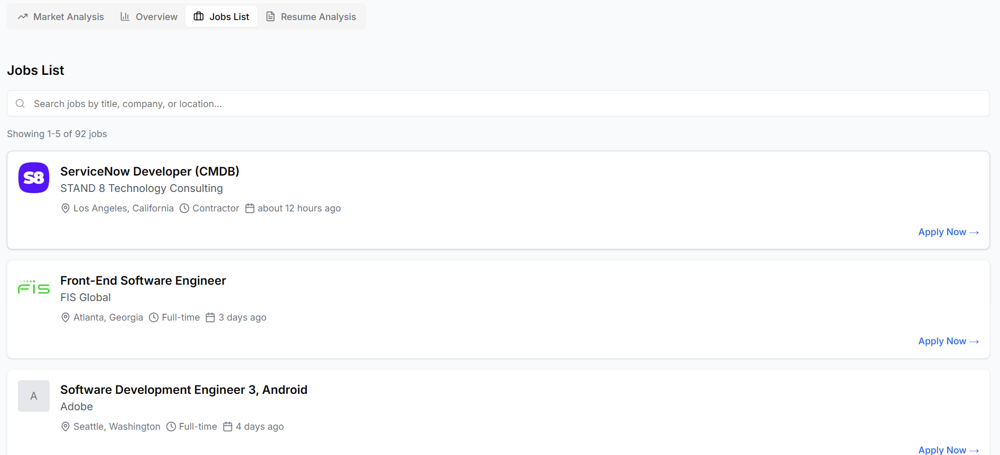 Market Analysis Overview Jobs List Resume Analysis
Jobs List
Search jobs by title, company, or location...
Showing 1-5 of 92 jobs
S8
ServiceNow Developer (CMDB)
STAND 8 Technology Consulting
Los Angeles, California Contractor about 12 hours ago
Apply Now →
FIS
Front-End Software Engineer
FIS Global
Atlanta, Georgia Full-time 3 days ago
Apply Now →
A
Software Development Engineer 3, Android
Adobe
Seattle, Washington Full-time 4 days ago
Apply Now →